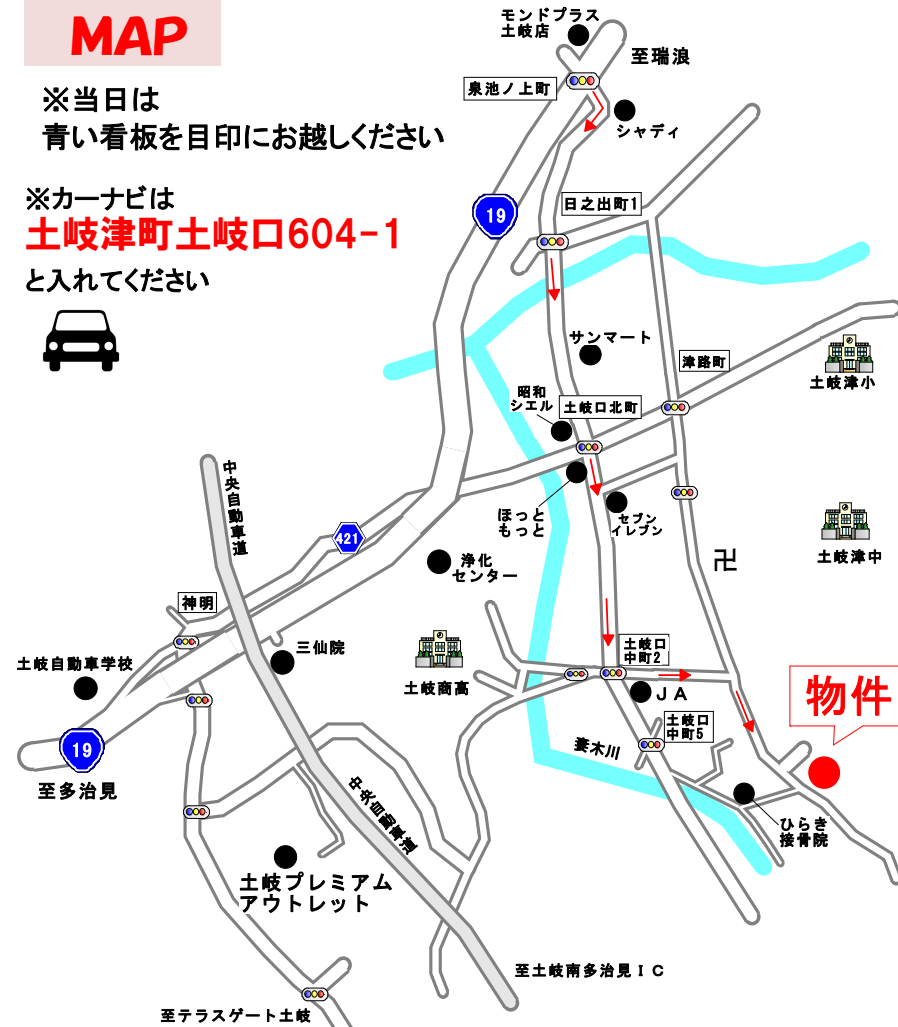 MAP
※当日は
青い看板を目印にお越しください
※カーナビは
土岐津町土岐口604-1
と入れてください
モンドプラス
土岐店
至瑞浪
泉池ノ上町
シャディ
19
日之出町1
サンマート
津路町
土岐津小
昭和
シエル
土岐口北町
中央自動車道
ほっと
もっと
セブン
イレブン
土岐津中
421
浄化
センター
卍
神明
三仙院
土岐自動車学校
土岐商高
土岐口
中町2
JA
物件
土岐口
中町5
19
妻木川
至多治見
中央自動車道
ひらき
接骨院
土岐プレミアム
アウトレット
至土岐南多治見IC
至テラスゲート土岐